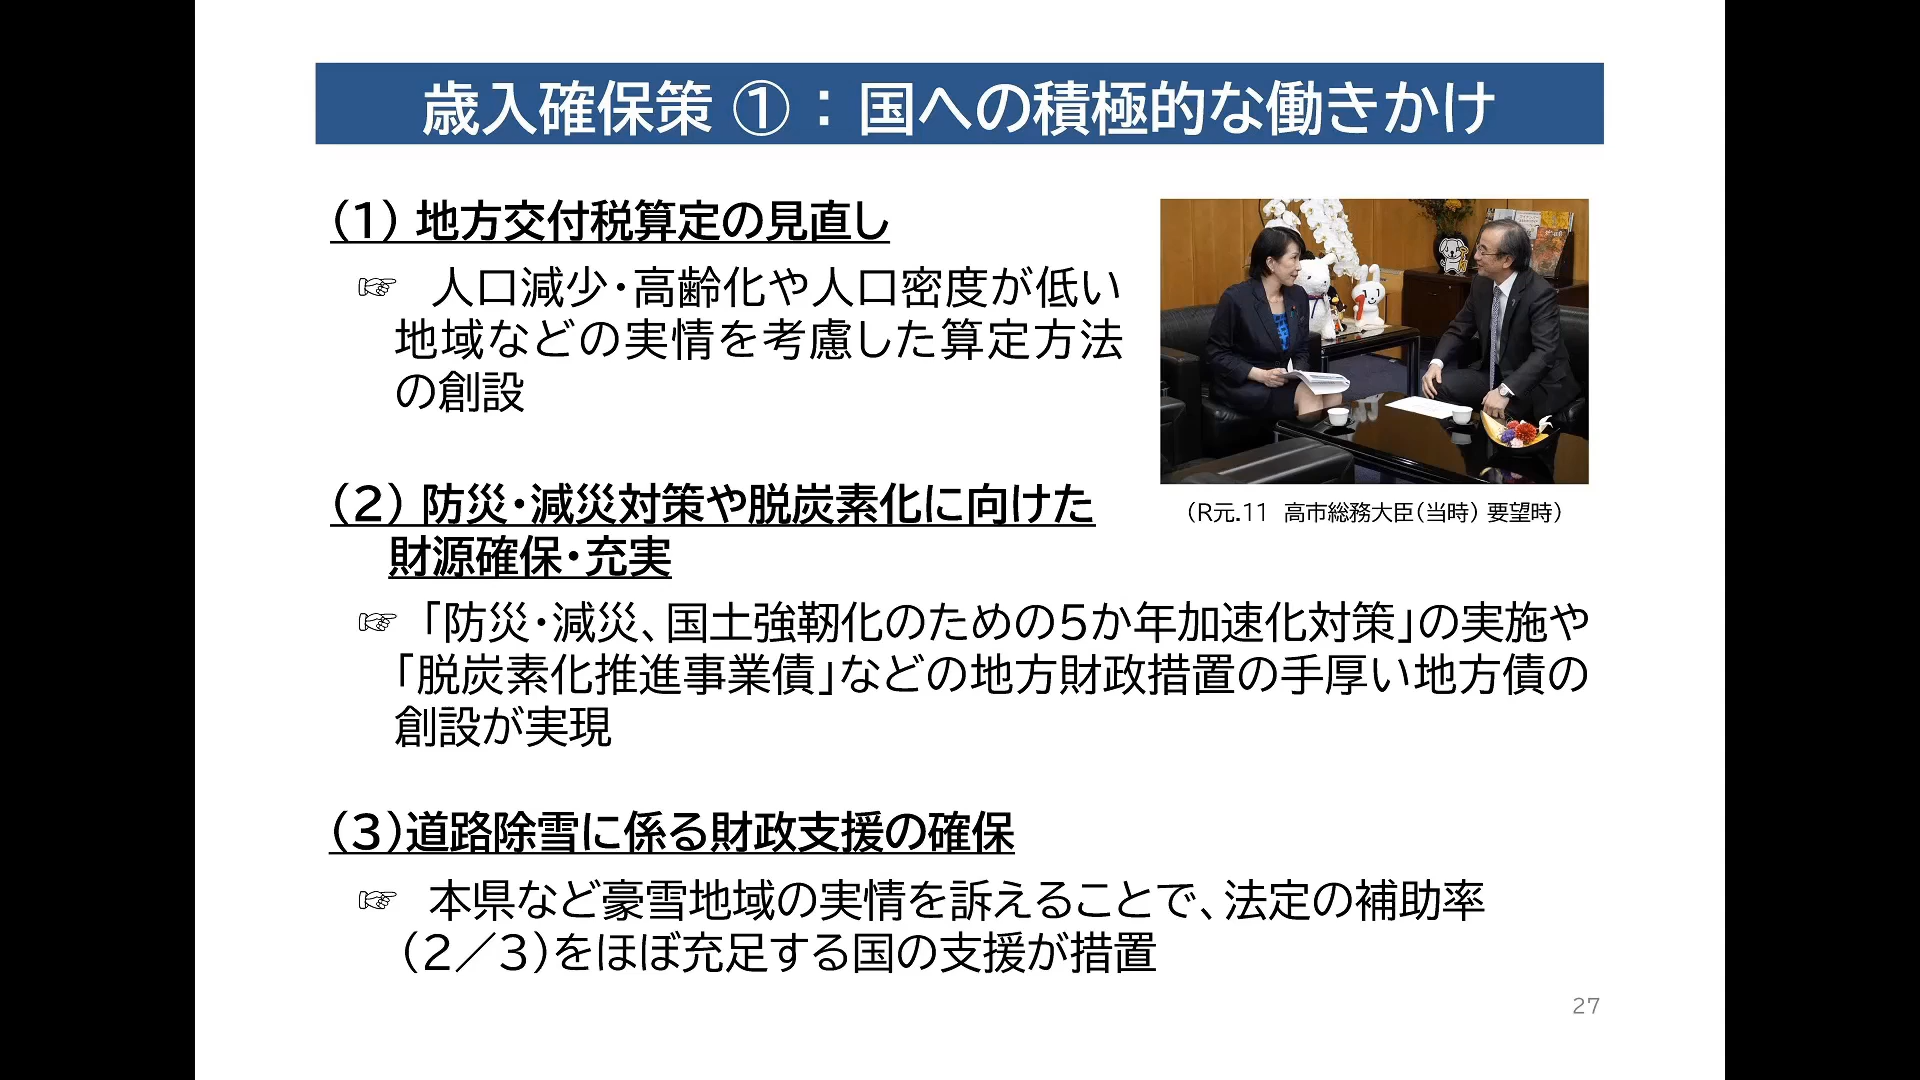 歳入確保策 ①：国への積極的な働きかけ
（１） 地方交付税算定の見直し
☞ 人口減少・高齢化や人口密度が低い
地域などの実情を考慮した算定方法
の創設
（R元.11 高市総務大臣（当時） 要望時）
（２） 防災・減災対策や脱炭素化に向けた
財源確保・充実
☞ 「防災・減災、国土強靭化のための５か年加速化対策」の実施や
「脱炭素化推進事業債」などの地方財政措置の手厚い地方債の
創設が実現
（３）道路除雪に係る財政支援の確保
☞ 本県など豪雪地域の実情を訴えることで、法定の補助率
（２／３）をほぼ充足する国の支援が措置
27